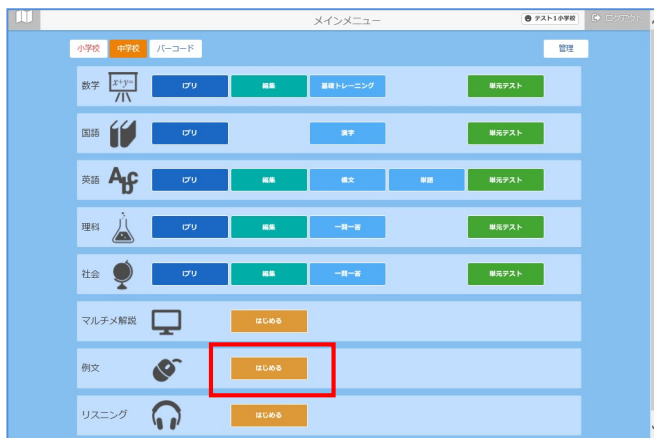 メインメニュー テスト1小学校 ログアウト
小学校 中学校 バーコード 管理
数学 x+y= iプリ 編集 基礎トレーニング 単元テスト
国語 iプリ 漢字 単元テスト
英語 Abc iプリ 編集 構文 単語 単元テスト
理科 iプリ 編集 一問一答 単元テスト
社会 iプリ 編集 一問一答 単元テスト
マルチメ解説 はじめる
例文 はじめる
リスニング はじめる